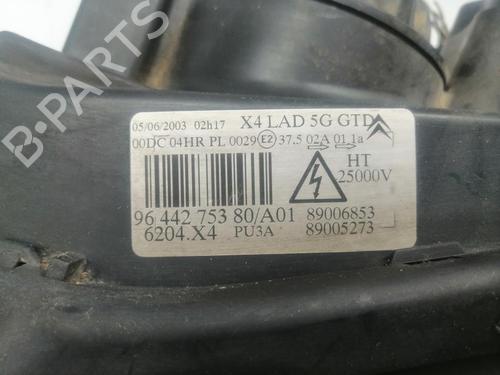 05/06/2003 02h17 X4 LAD 5G GTD
00DC 04HR PL 0029 E2 37.5 02A 01 1a
HT
25000V
96 442 753 80/A01 89006853
6204.X4 PU3A 89005273
B-PARTS